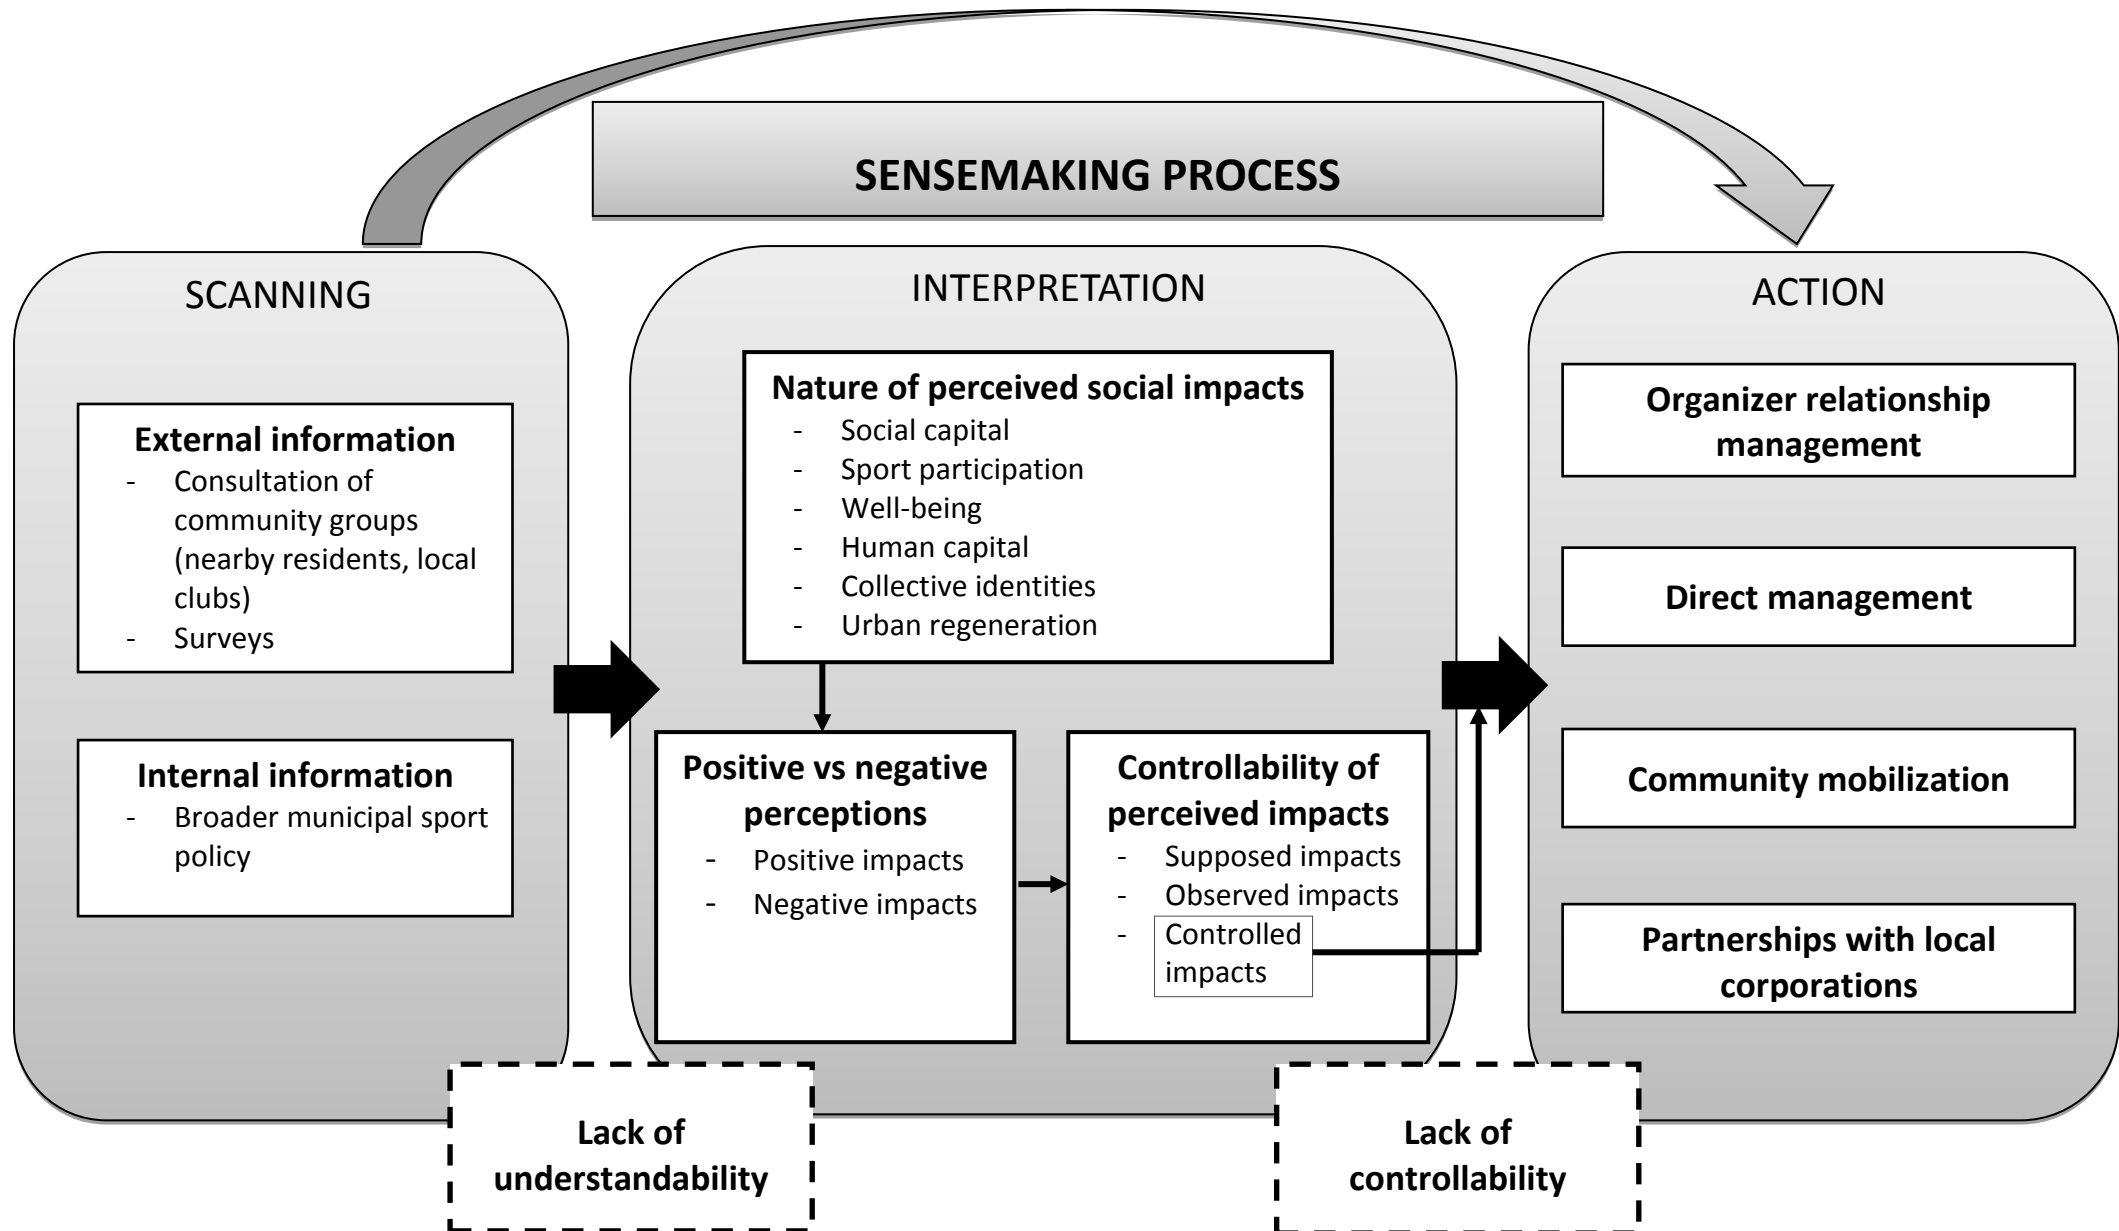 SENSEMAKING PROCESS
SCANNING
External information
- Consultation of
community groups
(nearby residents, local
clubs)
- Surveys
Internal information
- Broader municipal sport
policy
INTERPRETATION
Nature of perceived social impacts
- Social capital
- Sport participation
- Well-being
- Human capital
- Collective identities
- Urban regeneration
Positive vs negative
perceptions
- Positive impacts
- Negative impacts
Controllability of
perceived impacts
- Supposed impacts
- Observed impacts
- Controlled
impacts
ACTION
Organizer relationship
management
Direct management
Community mobilization
Partnerships with local
corporations
Lack of
understandability
Lack of
controllability